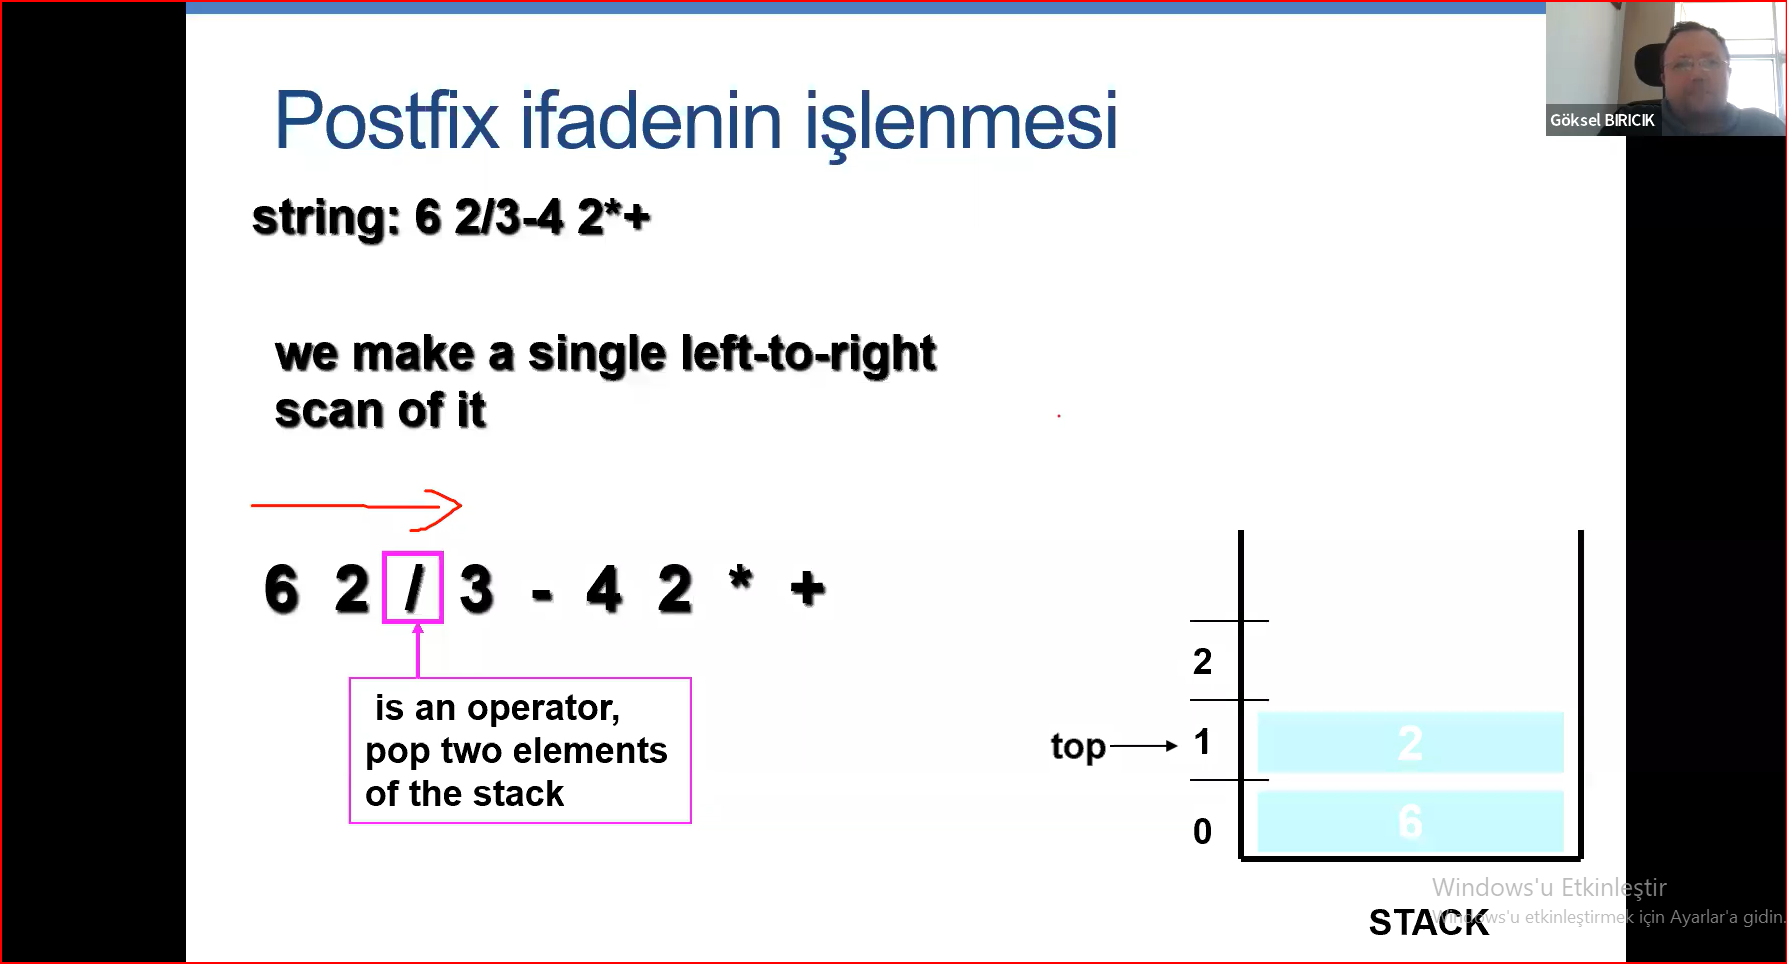 Göksel BIRICIK
Postfix ifadenin işlenmesi
string: 6 2/3-4 2*+
we make a single left-to-right
scan of it
6 2 / 3 - 4 2 * +
is an operator,
pop two elements
of the stack
2
top
1
2
0
6
STACK
Windows'u Etkinleştir
Windows'u etkinleştirmek için Ayarlar'a gidin.